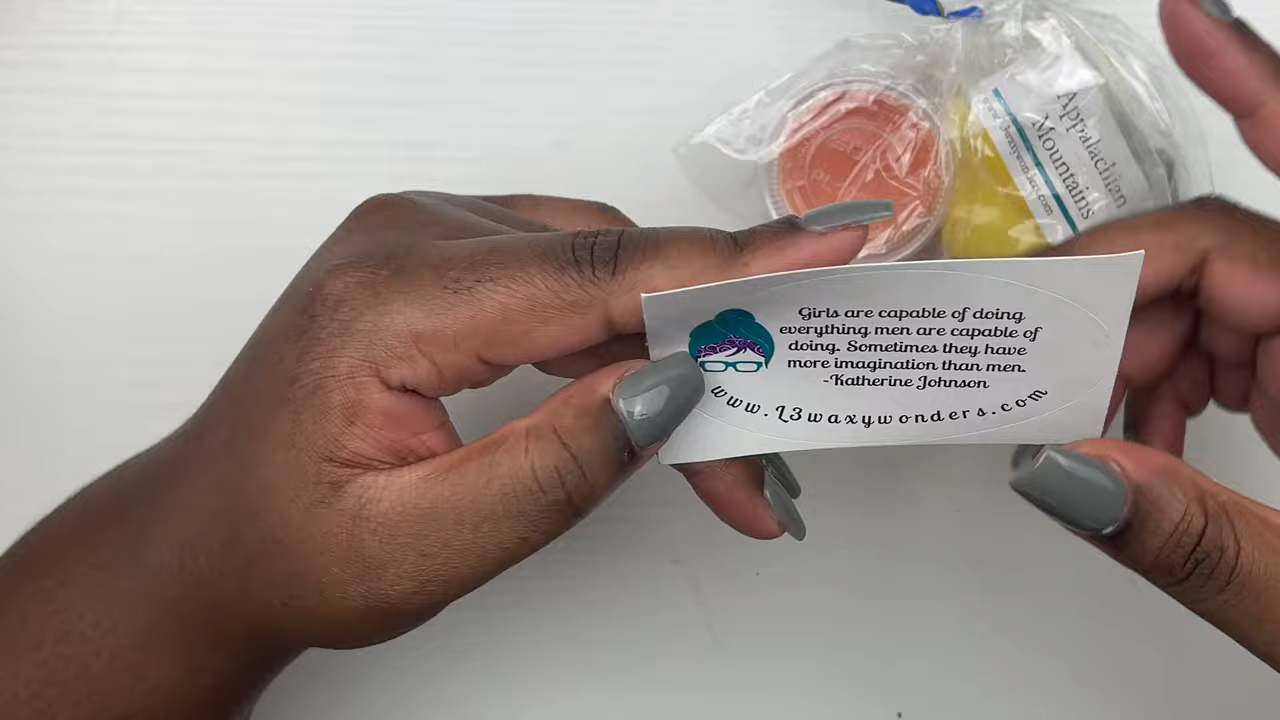 Appalachian
Mountains
Girls are capable of doing
everything men are capable of
doing. Sometimes they have
more imagination than men.
-Katherine Johnson
www.L3waxywonders.com